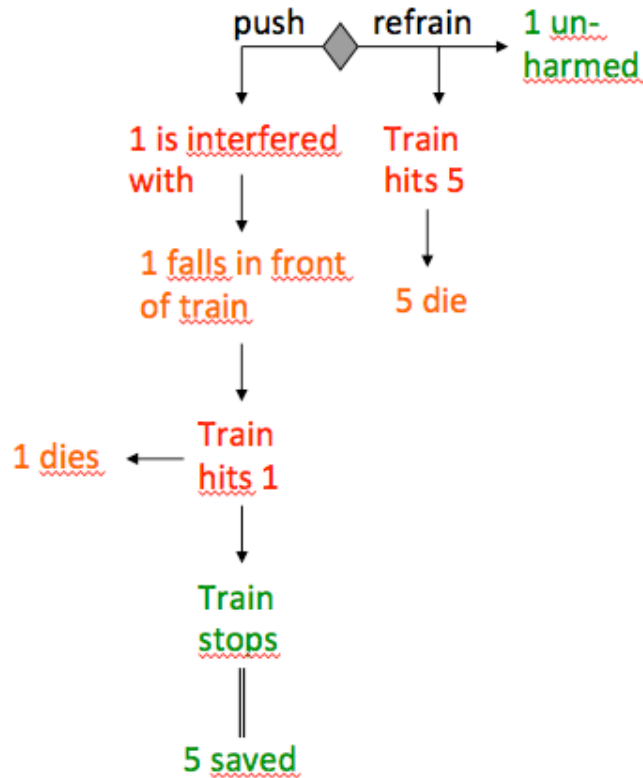 push
refrain
1 un-
harmed
1 is interfered
with
Train
hits 5
1 falls in front
of train
5 die
Train
hits 1
1 dies
Train
stops
5 saved